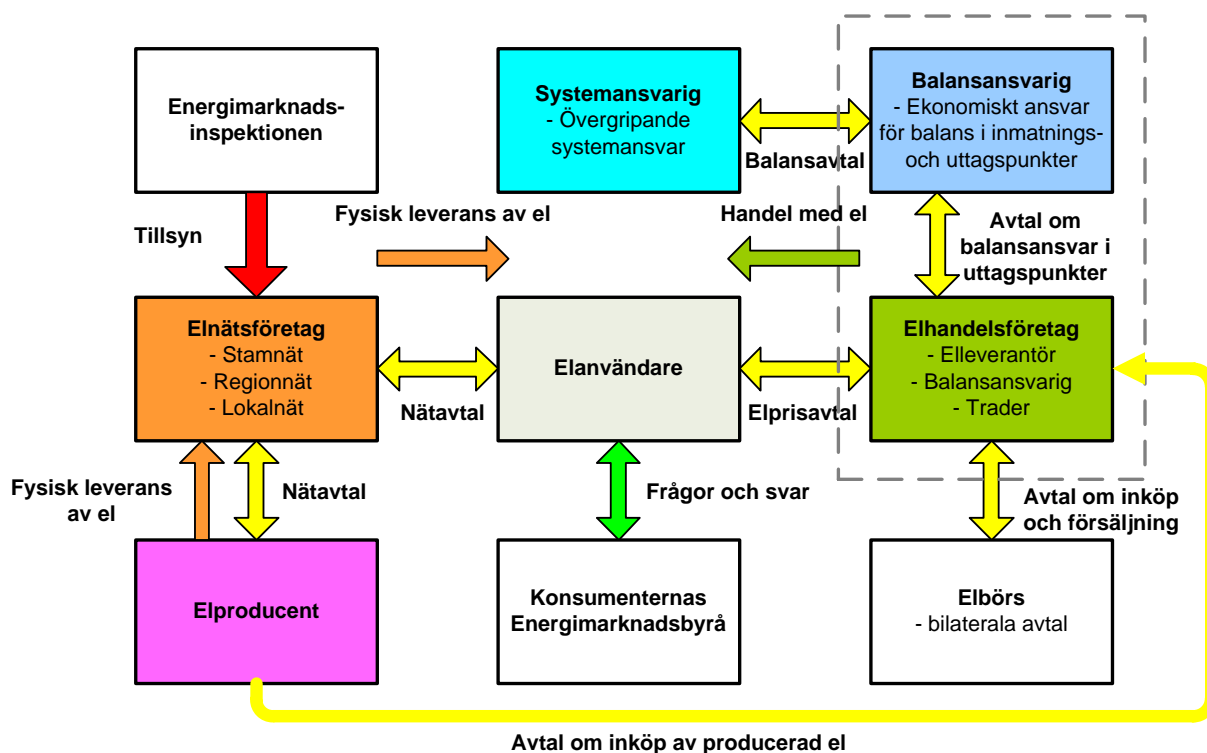 Energimarknads-
inspektionen
Systemansvarig
- Övergripande
systemansvar
Balansavtal
Balansansvarig
- Ekonomiskt ansvar
för balans i inmatnings-
och uttagspunkter
Tillsyn
Fysisk leverans av el
Handel med el
Avtal om
balansansvar i
uttagspunkter
Elnätsföretag
- Stamnät
- Regionnät
- Lokalnät
Nätavtal
Elanvändare
Elprisavtal
Elhandelsföretag
- Elleverantör
- Balansansvarig
- Trader
Fysisk leverans
av el
Nätavtal
Frågor och svar
Avtal om inköp
och försäljning
Elproducent
Konsumenternas
Energimarknadsbyrå
Elbörs
- bilaterala avtal
Avtal om inköp av producerad el